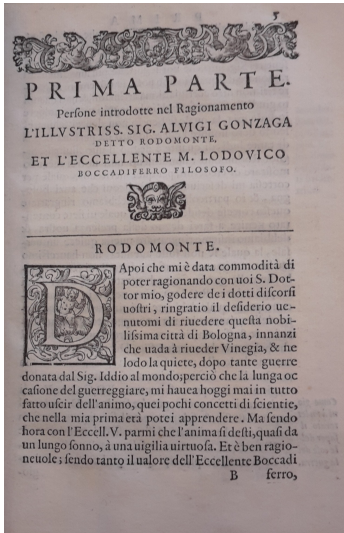 5
PRIMA PARTE.
Persone introdotte nel Ragionamento
L'ILLVSTRISS. SIG. ALVIGI GONZAGA
DETTO RODOMONTE.
ET L'ECCELLENTE M. LODOVICO
BOCCADIFERRO FILOSOFO.
RODOMONTE.
DApoi che mi è data commodità di
poter ragionando con uoi S. Dot-
tor mio, godere de i dotti discorsi
uostri, ringratio il desiderio ue-
nutomi di riuedere questa nobi-
lissima città di Bologna, innanzi
che uada à riueder Vinegia, & ne
lodo la quiete, dopo tante guerre
donata dal Sig. Iddio al mondo; perciò che la lunga oc
casione del guerreggiare, mi hauea hoggi mai in tutto
fatto uscir dell'animo, quei pochi concetti di scientie,
che nella mia prima età potei apprendere. Ma sendo
hora con l'Eccell. V. parmi che l'anima si desti, quasi da
un lungo sonno, à una uigilia uirtuosa. Et è ben ragio-
neuole; sendo tanto il ualore dell'Eccellente Boccadi
B ferro,